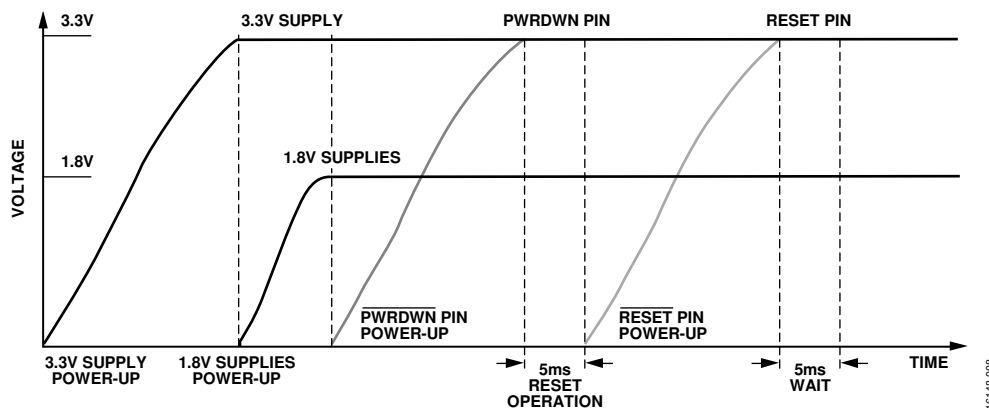 3.3V
3.3V SUPPLY
PWRDWN PIN
RESET PIN
1.8V
1.8V SUPPLIES
VOLTAGE
PWRDWN PIN
POWER-UP
RESET PIN
POWER-UP
3.3V SUPPLY
POWER-UP
1.8V SUPPLIES
POWER-UP
5ms
RESET
OPERATION
5ms
WAIT
TIME